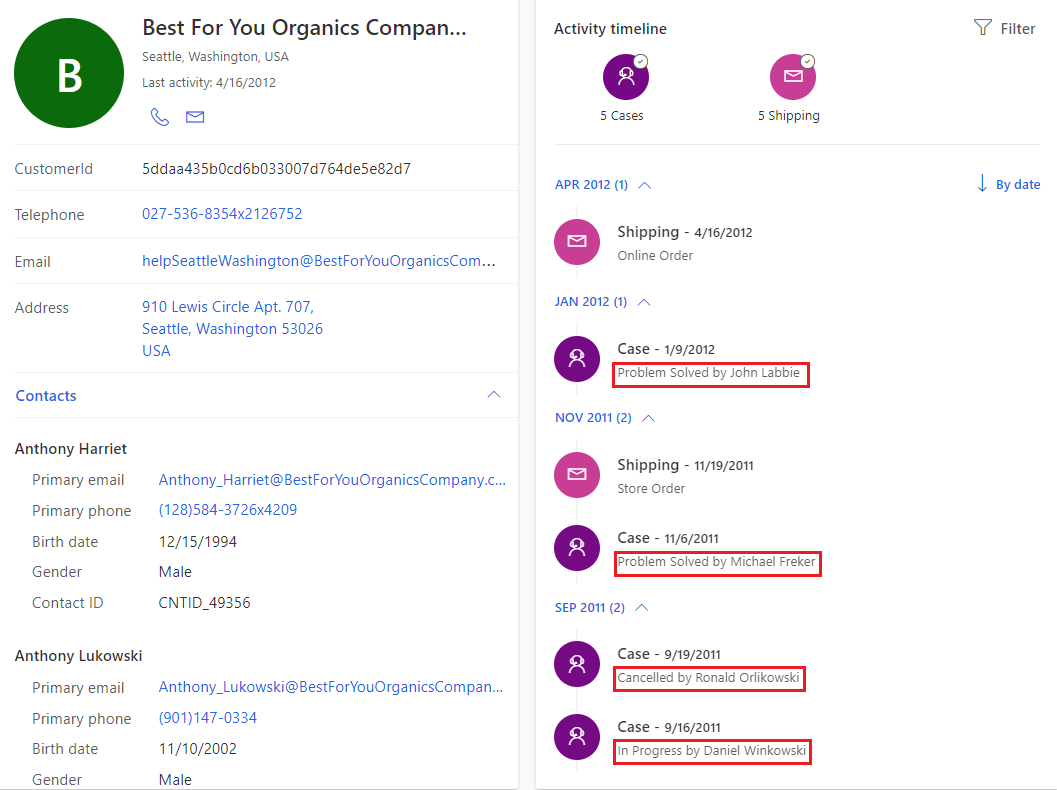 B
Best For You Organics Compan...
Seattle, Washington, USA
Last activity: 4/16/2012
CustomerId 5ddaa435b0cd6b033007d764de5e82d7
Telephone 027-536-8354x2126752
Email helpSeattleWashington@BestForYouOrganicsCom...
Address 910 Lewis Circle Apt. 707,
Seattle, Washington 53026
USA
Contacts
Anthony Harriet
Primary email Anthony_Harriet@BestForYouOrganicsCompany.c...
Primary phone (128)584-3726x4209
Birth date 12/15/1994
Gender Male
Contact ID CNTID_49356
Anthony Lukowski
Primary email Anthony_Lukowski@BestForYouOrganicsCompan...
Primary phone (901)147-0334
Birth date 11/10/2002
Gender Male
Activity timeline
Filter
5 Cases
5 Shipping
APR 2012 (1)
By date
Shipping - 4/16/2012
Online Order
JAN 2012 (1)
Case - 1/9/2012
Problem Solved by John Labbie
NOV 2011 (2)
Shipping - 11/19/2011
Store Order
Case - 11/6/2011
Problem Solved by Michael Freker
SEP 2011 (2)
Case - 9/19/2011
Cancelled by Ronald Orlikowski
Case - 9/16/2011
In Progress by Daniel Winkowski